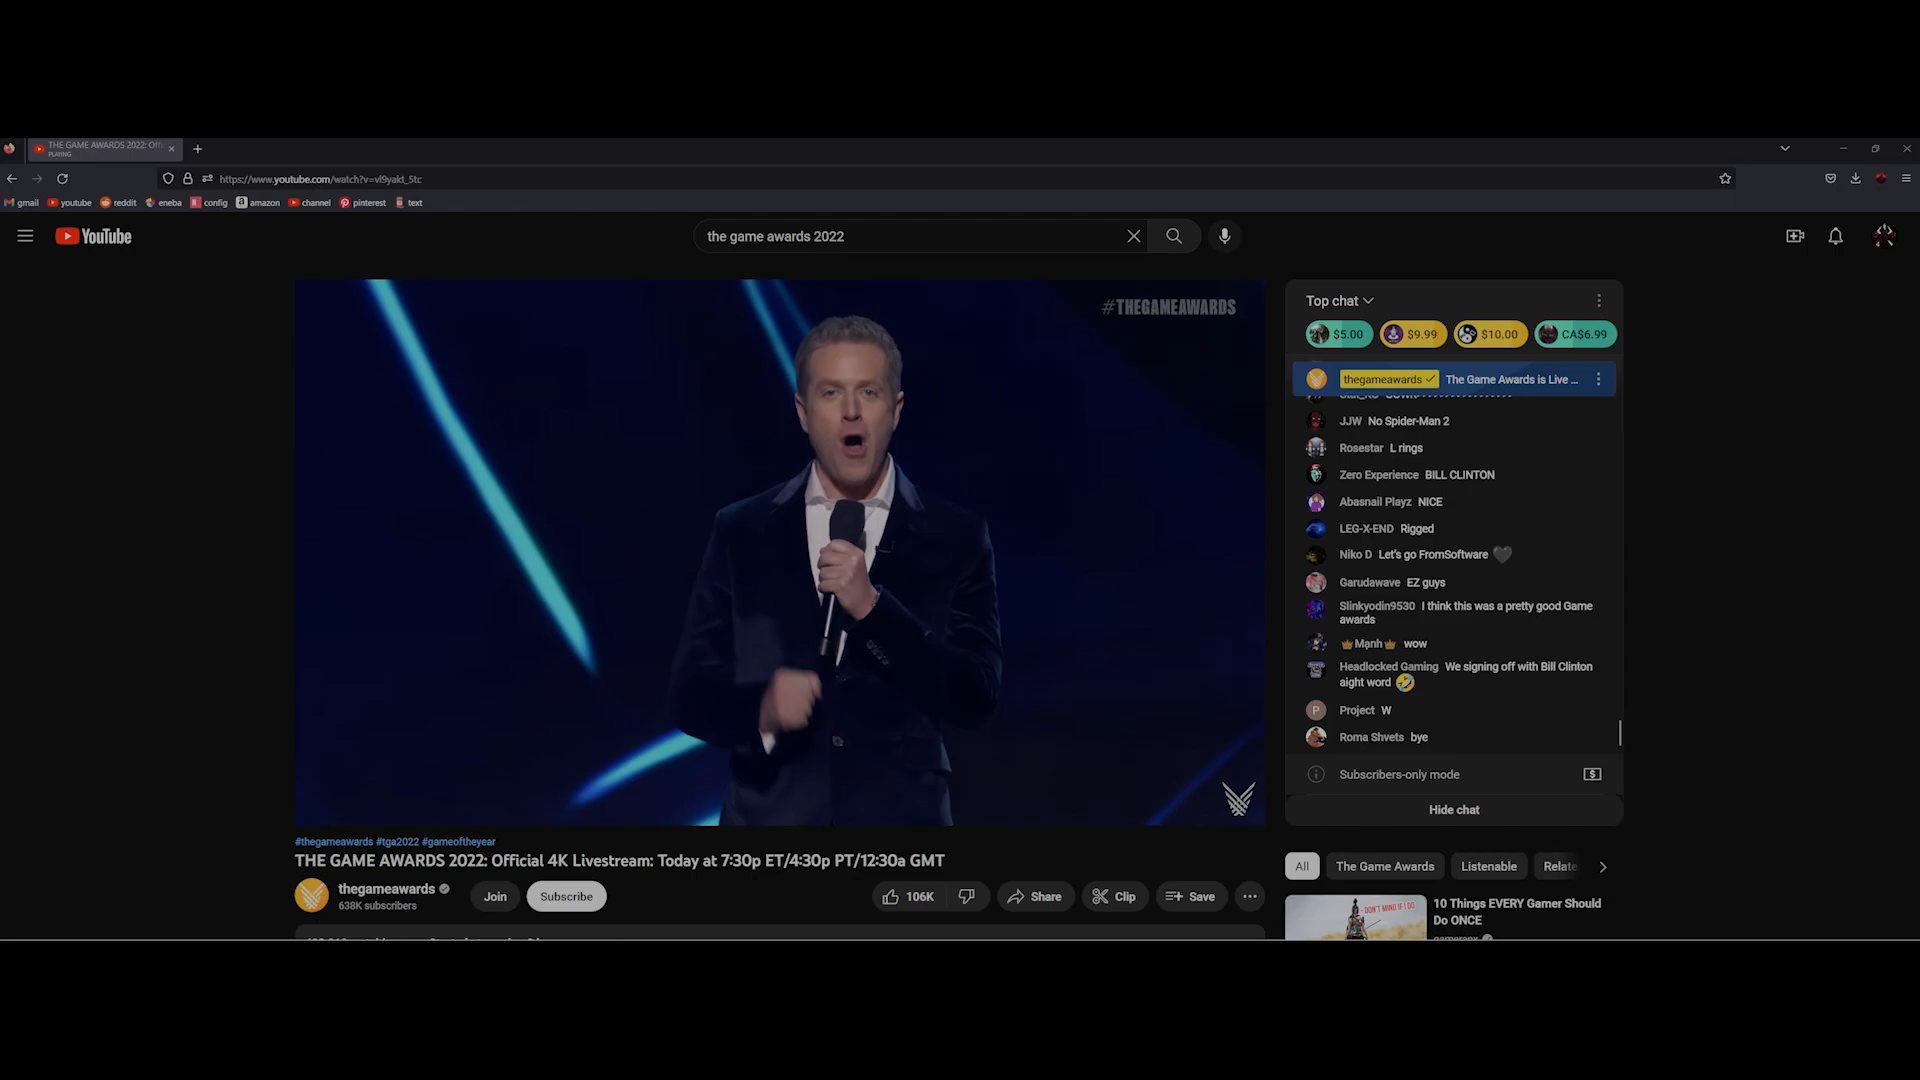 THE GAME AWARDS 2022: Offi
PLAYING
https://www.youtube.com/watch?v=vl9yakt_5tc
gmail youtube reddit eneba config amazon channel pinterest text
YouTube
the game awards 2022
#THEGAMEAWARDS
Top chat
$5.00 $9.99 $10.00 CA$6.99
thegameawards The Game Awards is Live ...
JJW No Spider-Man 2
Rosestar L rings
Zero Experience BILL CLINTON
Abasnail Playz NICE
LEG-X-END Rigged
Niko D Let's go FromSoftware 🖤
Garudawave EZ guys
Slinkyodin9530 I think this was a pretty good Game
awards
👑Mạnh👑 wow
Headlocked Gaming We signing off with Bill Clinton
aight word 🤣
P Project W
Roma Shvets bye
Subscribers-only mode
Hide chat
#thegameawards #tga2022 #gameoftheyear
THE GAME AWARDS 2022: Official 4K Livestream: Today at 7:30p ET/4:30p PT/12:30a GMT
thegameawards
638K subscribers
Join Subscribe
106K Share Clip Save
All The Game Awards Listenable Relate
DON'T MIND IF I DO
10 Things EVERY Gamer Should
Do ONCE